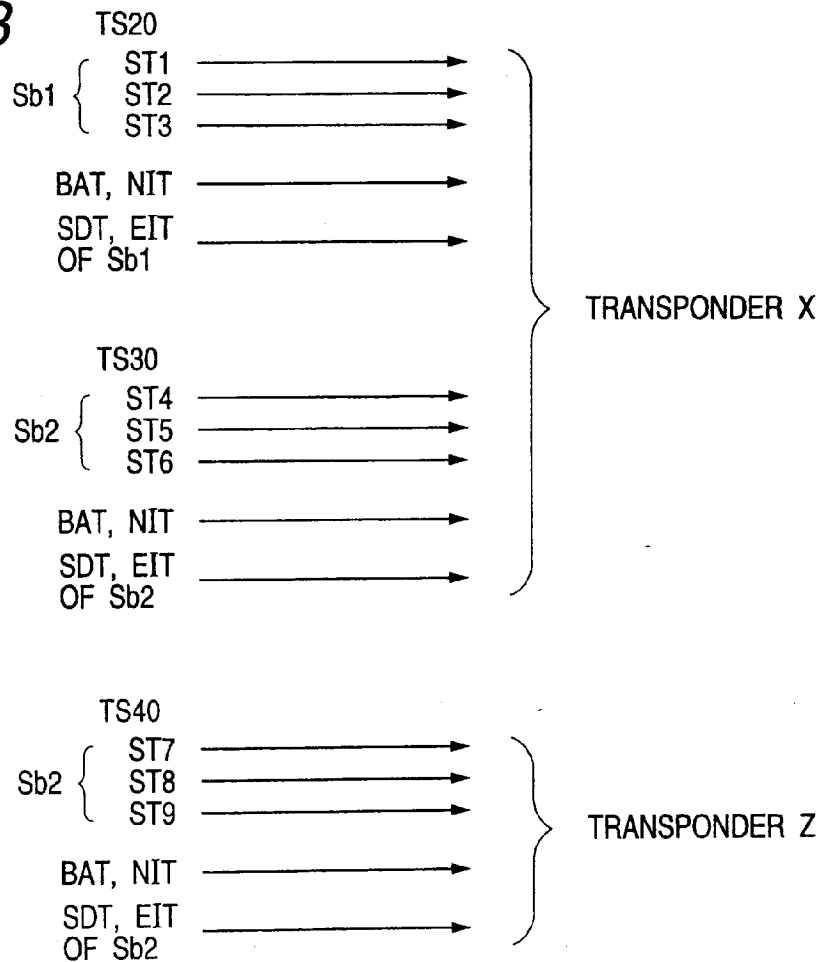 TS20
ST1
Sb1 ST2
ST3
BAT, NIT
SDT, EIT
OF Sb1
TRANSPONDER X
TS30
ST4
Sb2 ST5
ST6
BAT, NIT
SDT, EIT
OF Sb2
TS40
ST7
Sb2 ST8
ST9
TRANSPONDER Z
BAT, NIT
SDT, EIT
OF Sb2